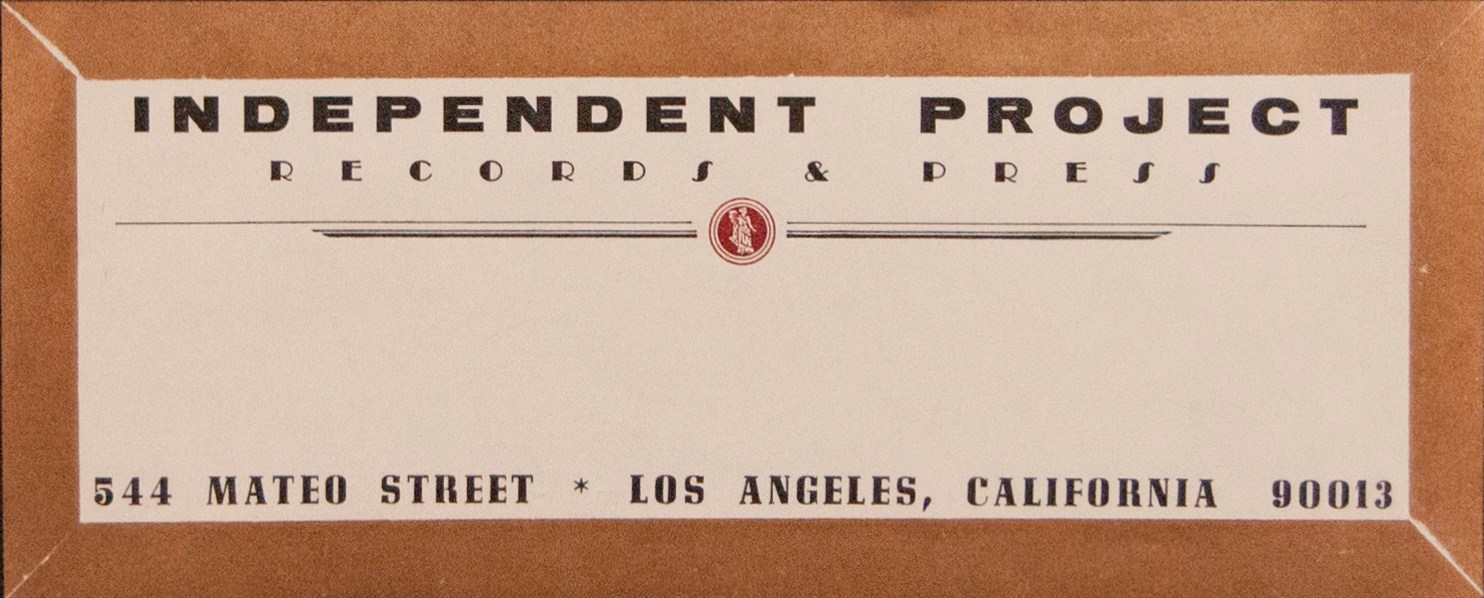 INDEPENDENT PROJECT
RECORDS & PRESS
544 MATEO STREET * LOS ANGELES, CALIFORNIA 90013